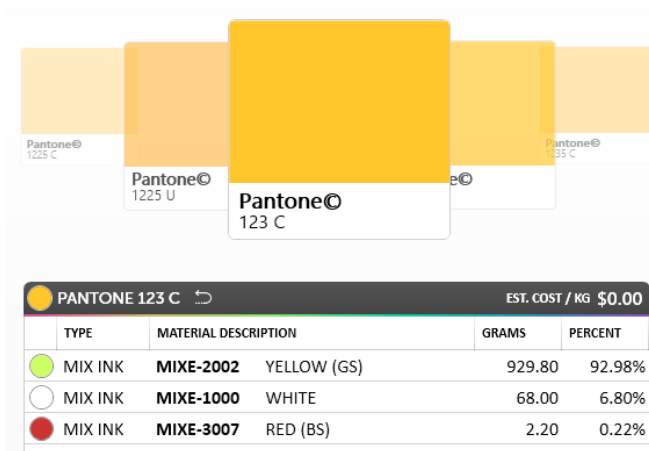 Pantone©
1225 C
Pantone©
1225 U
Pantone©
123 C
e©
Pantone©
1235 C
PANTONE 123 C EST. COST / KG $0.00
TYPE MATERIAL DESCRIPTION GRAMS PERCENT
MIX INK MIXE-2002 YELLOW (GS) 929.80 92.98%
MIX INK MIXE-1000 WHITE 68.00 6.80%
MIX INK MIXE-3007 RED (BS) 2.20 0.22%